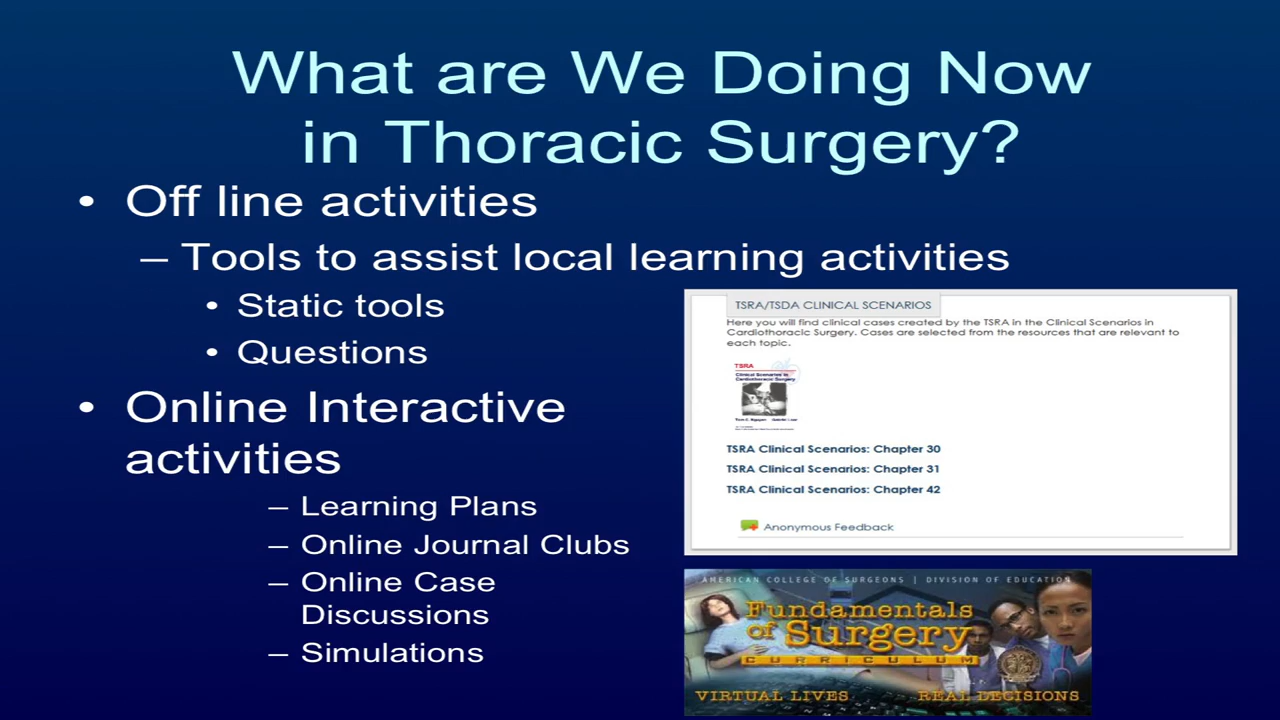 What are We Doing Now
in Thoracic Surgery?
• Off line activities
– Tools to assist local learning activities
• Static tools
• Questions
• Online Interactive
activities
– Learning Plans
– Online Journal Clubs
– Online Case
Discussions
– Simulations
TSRA/TSDA CLINICAL SCENARIOS
Here you will find clinical cases created by the TSRA in the Clinical Scenarios in
Cardiothoracic Surgery. Cases are selected from the resources that are relevant to
each topic.
TSRA
Clinical Scenarios in
Cardiothoracic Surgery
TSRA Clinical Scenarios: Chapter 30
TSRA Clinical Scenarios: Chapter 31
TSRA Clinical Scenarios: Chapter 42
Anonymous Feedback
AMERICAN COLLEGE OF SURGEONS | DIVISION OF EDUCATION
Fundamentals
of Surgery
CURRICULUM
VIRTUAL LIVES REAL DECISIONS